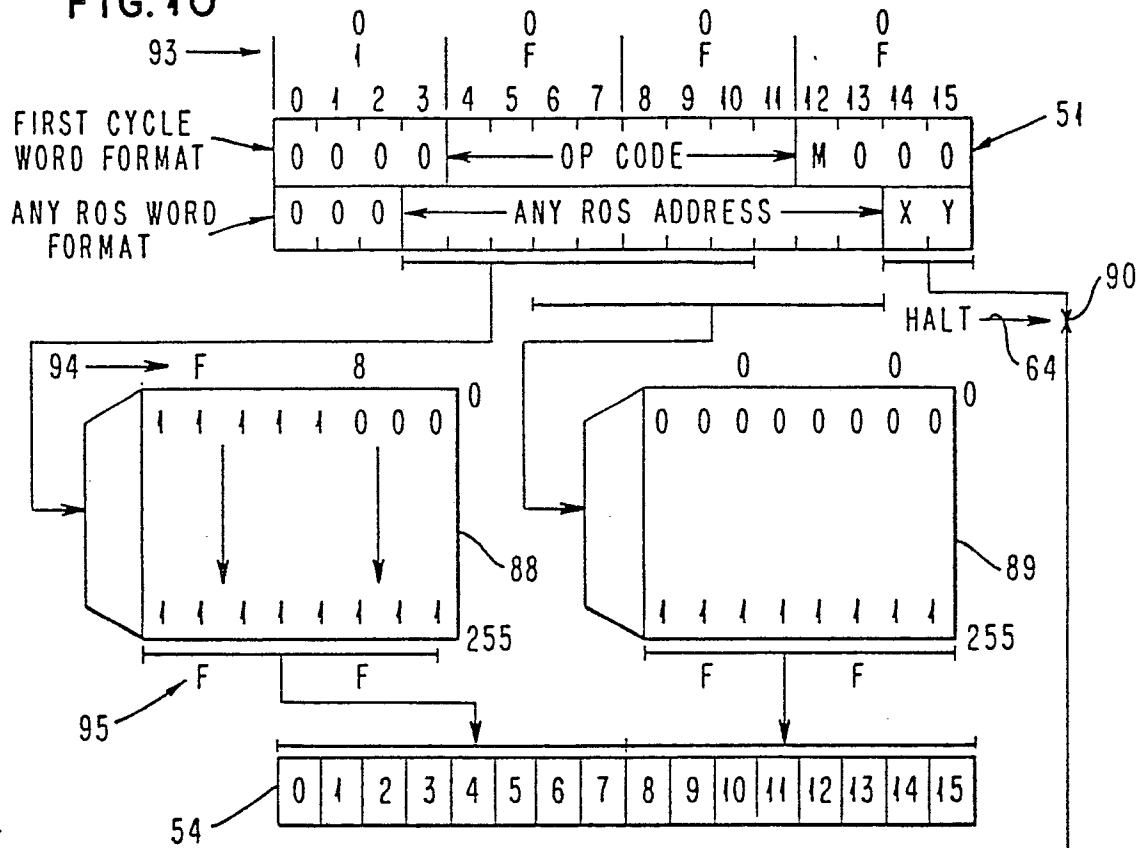 FIG. 10
0 0 0 0
93 1 F F F
0 1 2 3 4 5 6 7 8 9 10 11 12 13 14 15
51
FIRST CYCLE
WORD FORMAT
0 0 0 0 OP CODE M 0 0 0
ANY ROS WORD
FORMAT
0 0 0 ANY ROS ADDRESS X Y
90
HALT
64
94 F 8 0
1 1 1 1 1 0 0 0
88
1 1 1 1 1 1 1 1
255
F F
95
0 0 0
0 0 0 0 0 0 0 0
89
1 1 1 1 1 1 1 1
255
F F
0 1 2 3 4 5 6 7 8 9 10 11 12 13 14 15
54